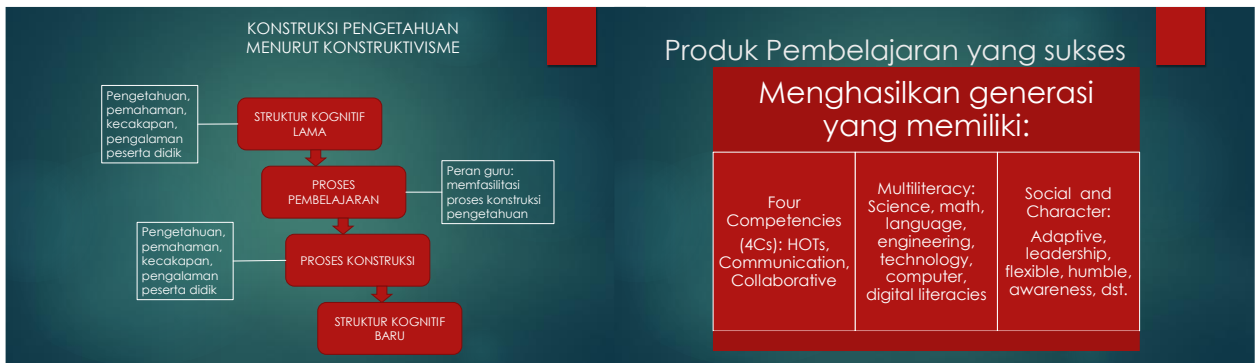 KONSTRUKSI PENGETAHUAN
MENURUT KONSTRUKTIVISME
Pengetahuan,
pemahaman,
kecakapan,
pengalaman
peserta didik
STRUKTUR KOGNITIF
LAMA
PROSES
PEMBELAJARAN
Peran guru:
memfasilitasi
proses konstruksi
pengetahuan
Pengetahuan,
pemahaman,
kecakapan,
pengalaman
peserta didik
PROSES KONSTRUKSI
STRUKTUR KOGNITIF
BARU
Produk Pembelajaran yang sukses
Menghasilkan generasi
yang memiliki:
Four
Competencies
(4Cs): HOTs,
Communication,
Collaborative
Multiliteracy:
Science, math,
language,
engineering,
technology,
computer,
digital literacies
Social and
Character:
Adaptive,
leadership,
flexible, humble,
awareness, dst.